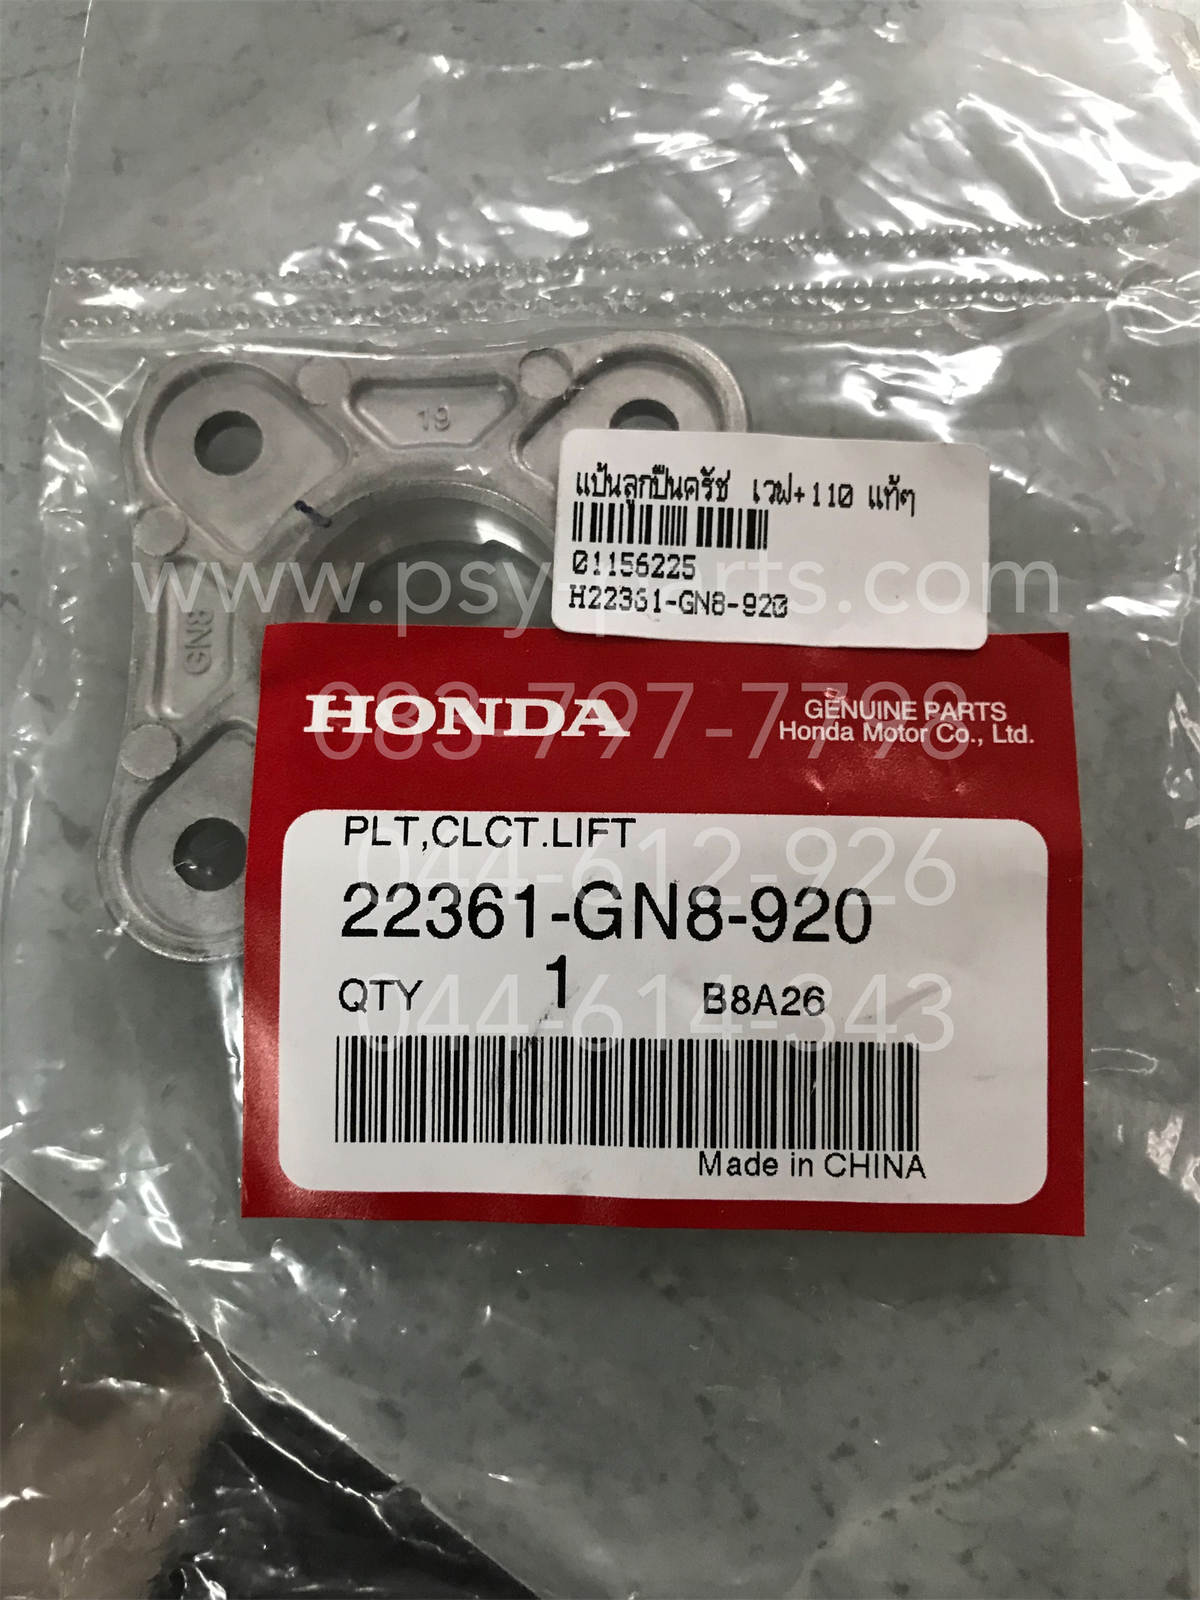 19
GN8
แป้นลูกปืนครัช เวฟ+110 แท้ๆ
01156225
H22361-GN8-920
www.psy-parts.com
HONDA
GENUINE PARTS
Honda Motor Co., Ltd.
083-797-7798
PLT,CLCT.LIFT
044-612-926
22361-GN8-920
QTY 1 B8A26
044-614-343
Made in CHINA